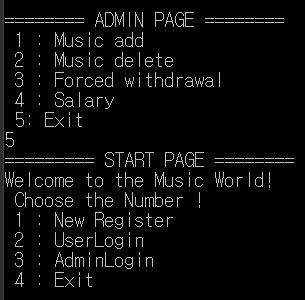 ======== ADMIN PAGE ========
 1 : Music add
 2 : Music delete
 3 : Forced withdrawal
 4 : Salary
 5: Exit
5
========= START PAGE ========
Welcome to the Music World!
 Choose the Number !
 1 : New Register
 2 : UserLogin
 3 : AdminLogin
 4 : Exit